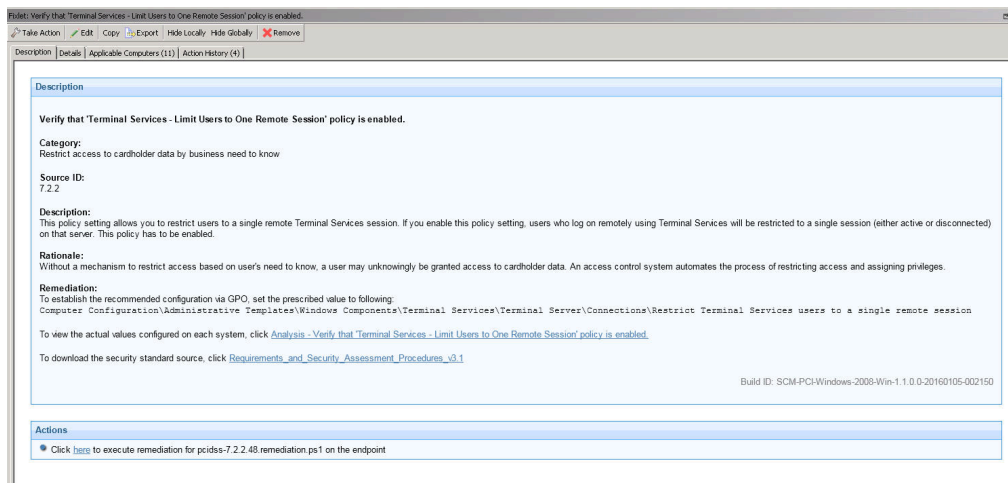 Fixlet: Verify that 'Terminal Services - Limit Users to One Remote Session' policy is enabled.
Take Action Edit Copy Export Hide Locally Hide Globally Remove
Description Details Applicable Computers (11) Action History (4)
Description
Verify that 'Terminal Services - Limit Users to One Remote Session' policy is enabled.
Category:
Restrict access to cardholder data by business need to know
Source ID:
7.2.2
Description:
This policy setting allows you to restrict users to a single remote Terminal Services session. If you enable this policy setting, users who log on remotely using Terminal Services will be restricted to a single session (either active or disconnected)
on that server. This policy has to be enabled.
Rationale:
Without a mechanism to restrict access based on user's need to know, a user may unknowingly be granted access to cardholder data. An access control system automates the process of restricting access and assigning privileges.
Remediation:
To establish the recommended configuration via GPO, set the prescribed value to following:
Computer Configuration\Administrative Templates\Windows Components\Terminal Services\Terminal Server\Connections\Restrict Terminal Services users to a single remote session
To view the actual values configured on each system, click Analysis - Verify that 'Terminal Services - Limit Users to One Remote Session' policy is enabled.
To download the security standard source, click Requirements_and_Security_Assessment_Procedures_v3.1
Build ID: SCM-PCI-Windows-2008-Win-1.1.0.0-20160105-002150
Actions
Click here to execute remediation for pcidss-7.2.2.48.remediation.ps1 on the endpoint